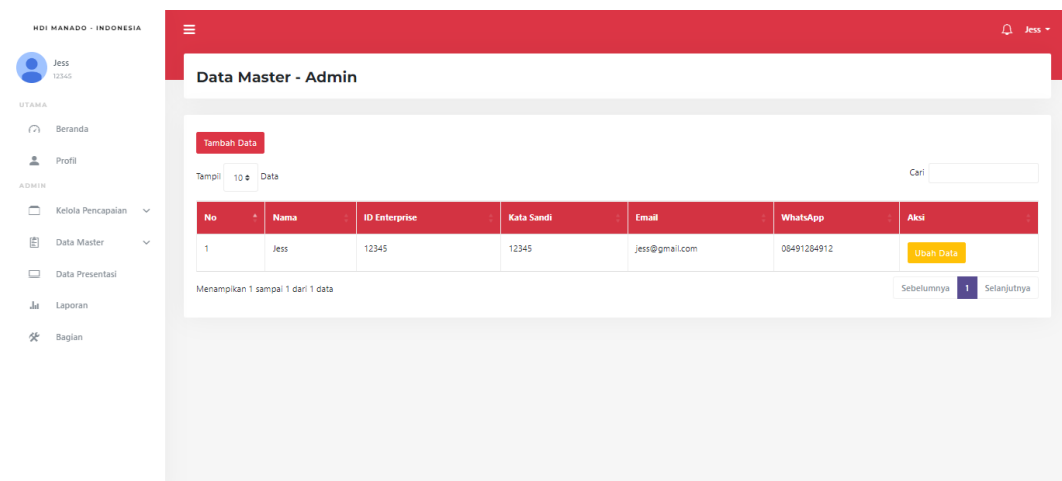 HDI MANADO - INDONESIA
Jess
Jess
12345
Data Master - Admin
UTAMA
Beranda
Profil
ADMIN
Kelola Pencapaian
Data Master
Data Presentasi
Laporan
Bagian
Tambah Data
Tampil 10 Data
Cari
No Nama ID Enterprise Kata Sandi Email WhatsApp Aksi
1 Jess 12345 12345 jess@gmail.com 08491284912 Ubah Data
Menampilkan 1 sampai 1 dari 1 data
Sebelumnya 1 Selanjutnya